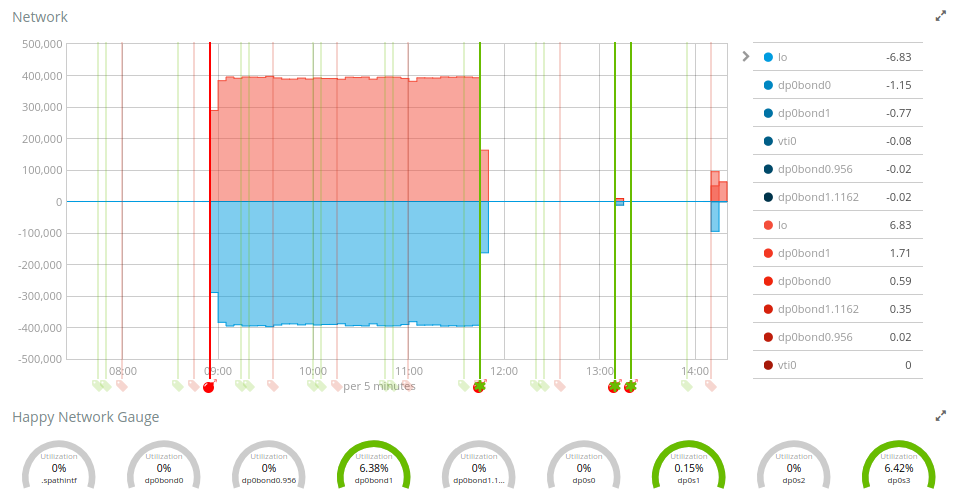 Network
500,000
400,000
300,000
200,000
100,000
0
-100,000
-200,000
-300,000
-400,000
-500,000
08:00 09:00 10:00 11:00 12:00 13:00 14:00
per 5 minutes
lo -6.83
dp0bond0 -1.15
dp0bond1 -0.77
vti0 -0.08
dp0bond0.956 -0.02
dp0bond1.1162 -0.02
lo 6.83
dp0bond1 1.71
dp0bond0 0.59
dp0bond1.1162 0.35
dp0bond0.956 0.02
vti0 0
Happy Network Gauge
Utilization Utilization Utilization Utilization Utilization Utilization Utilization Utilization Utilization
0% 0% 0% 6.38% 0% 0% 0.15% 0% 6.42%
.spathintf dp0bond0 dp0bond0.956 dp0bond1 dp0bond1.1... dp0s0 dp0s1 dp0s2 dp0s3